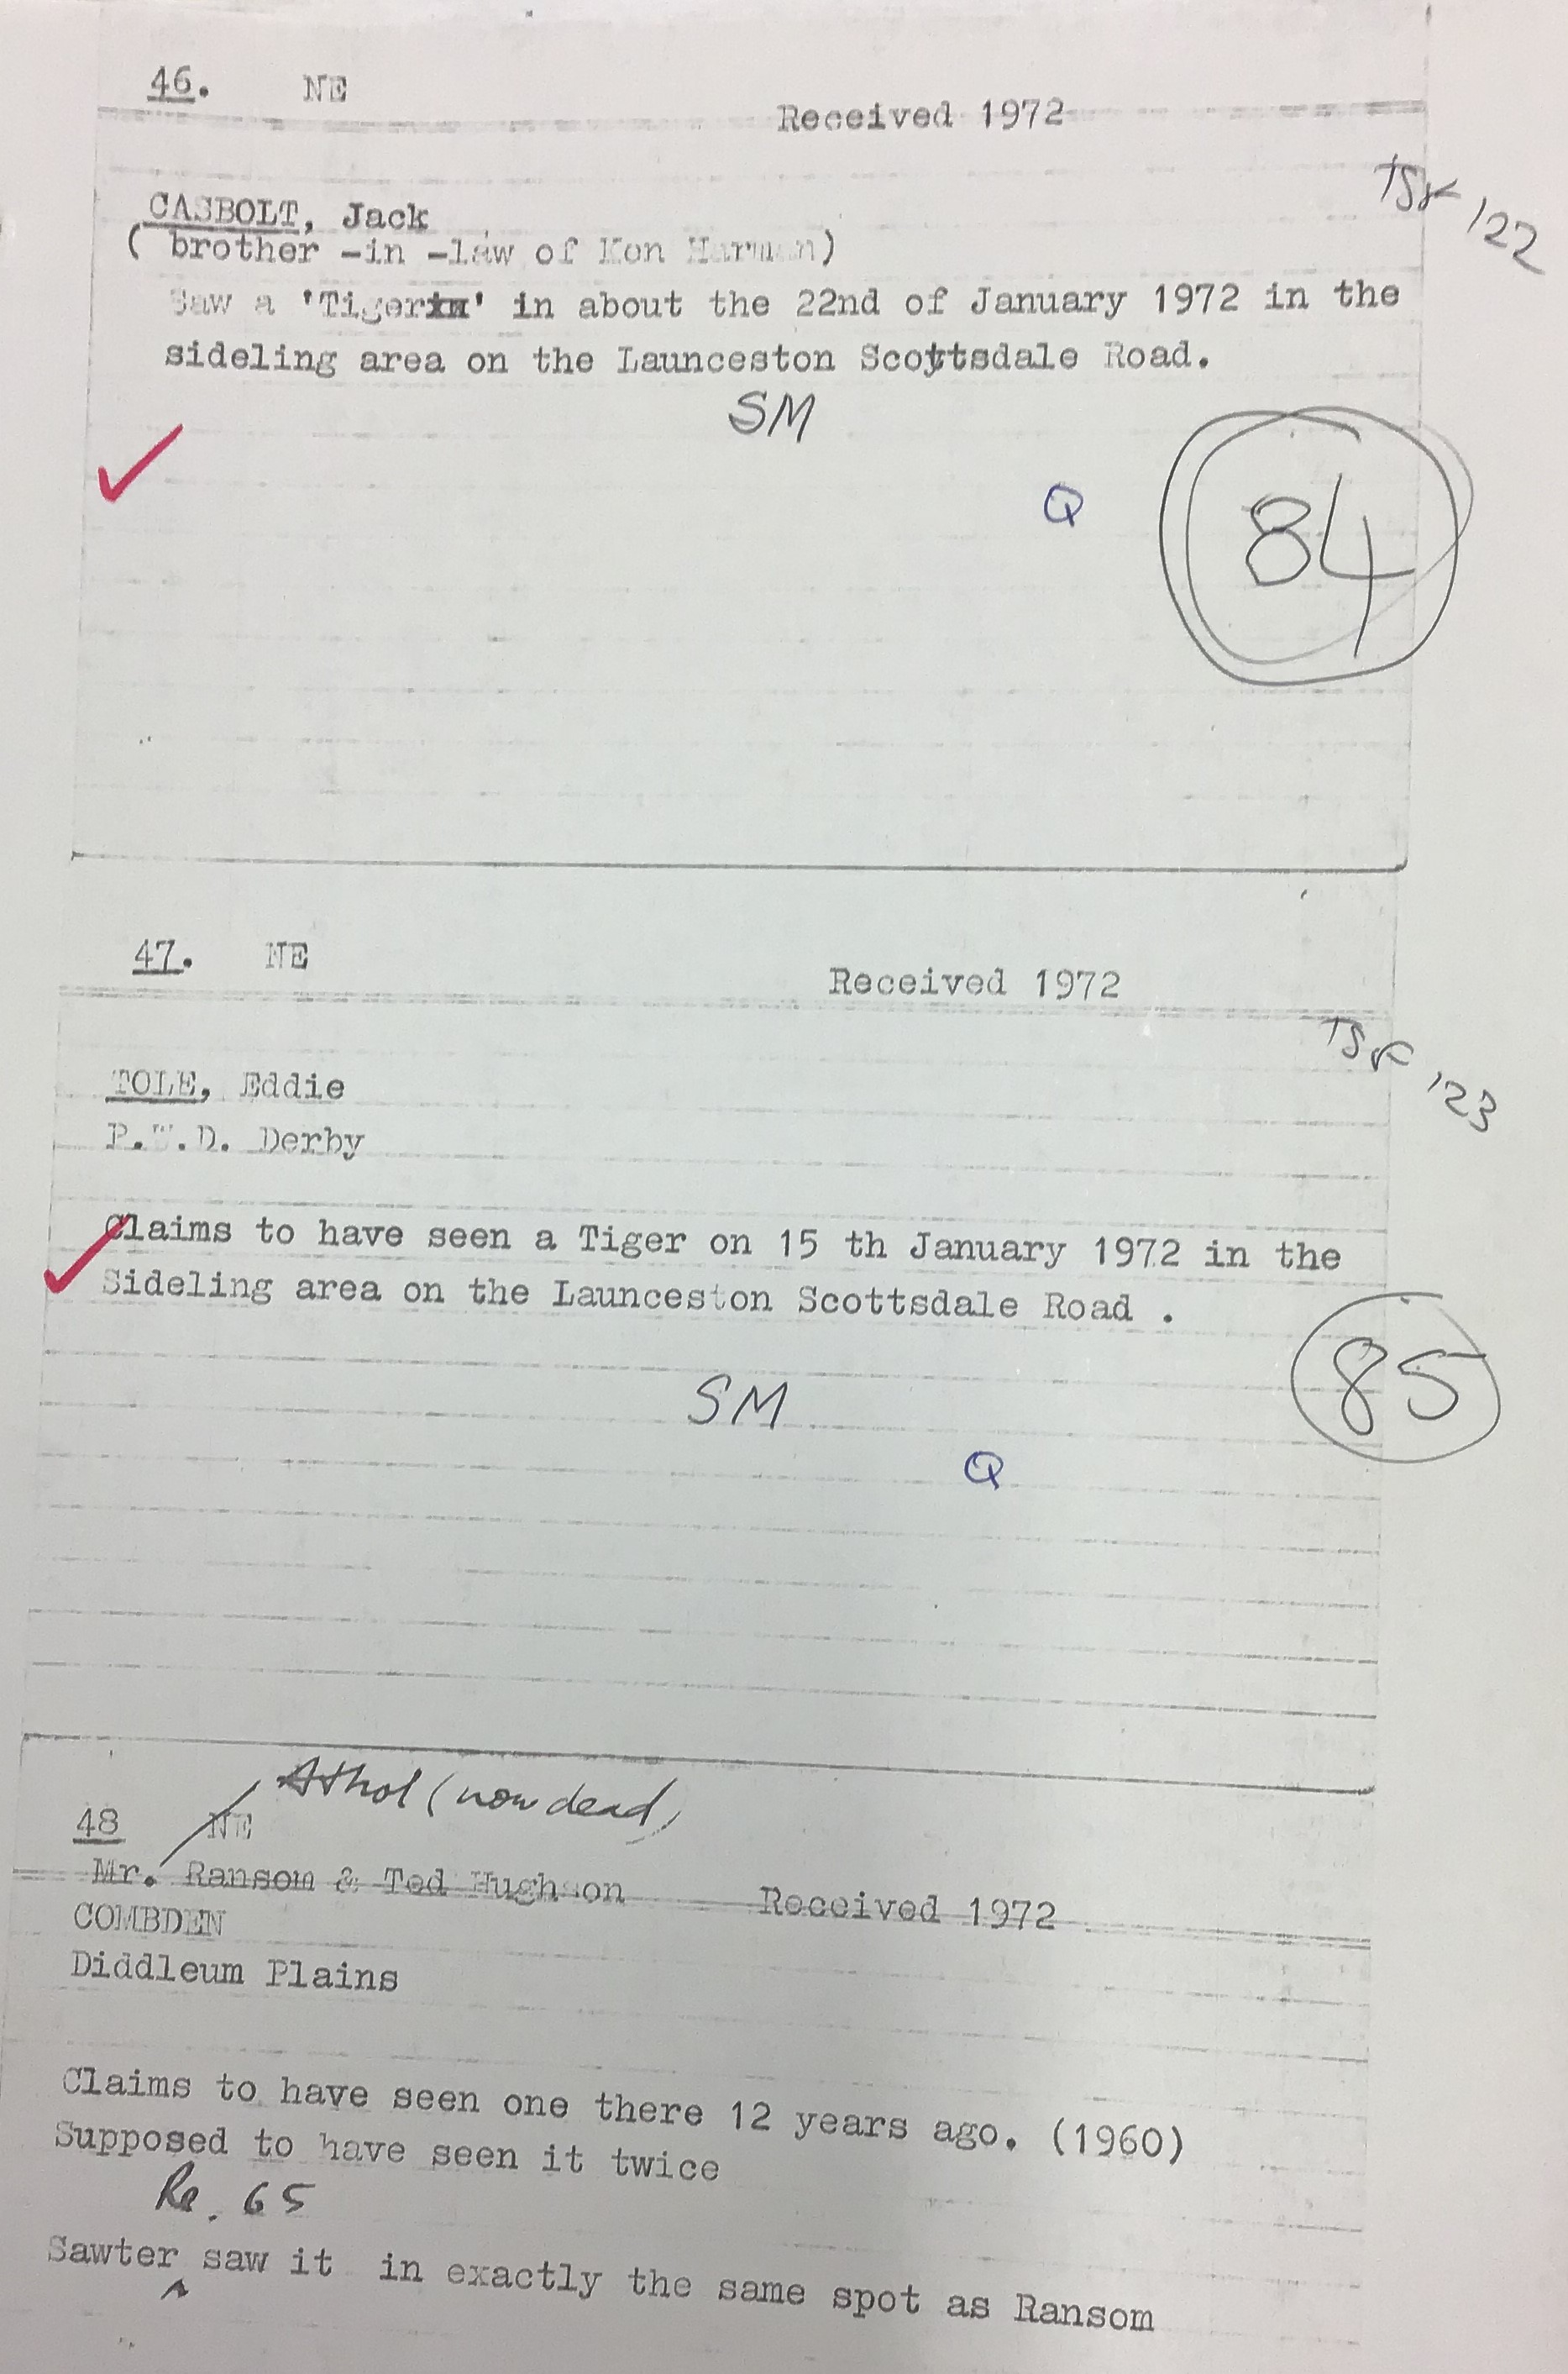 46. NE
Received 1972
TSR 122
CASBOLT, Jack
( brother -in -law of Ken Harman)
Saw a 'Tigerxx' in about the 22nd of January 1972 in the
sideling area on the Launceston Scottsdale Road.
SM
Q
84
47. NE
Received 1972
TSR 123
TOLE, Eddie
P.W.D. Derby
Claims to have seen a Tiger on 15 th January 1972 in the
Sideling area on the Launceston Scottsdale Road .
SM
85
Q
Athol (now dead)
48 NE
Mr. Ransom & Ted Hughson Received 1972
COMBDEN
Diddleum Plains
Claims to have seen one there 12 years ago. (1960)
Supposed to have seen it twice
Re. 65
Sawter saw it in exactly the same spot as Ransom